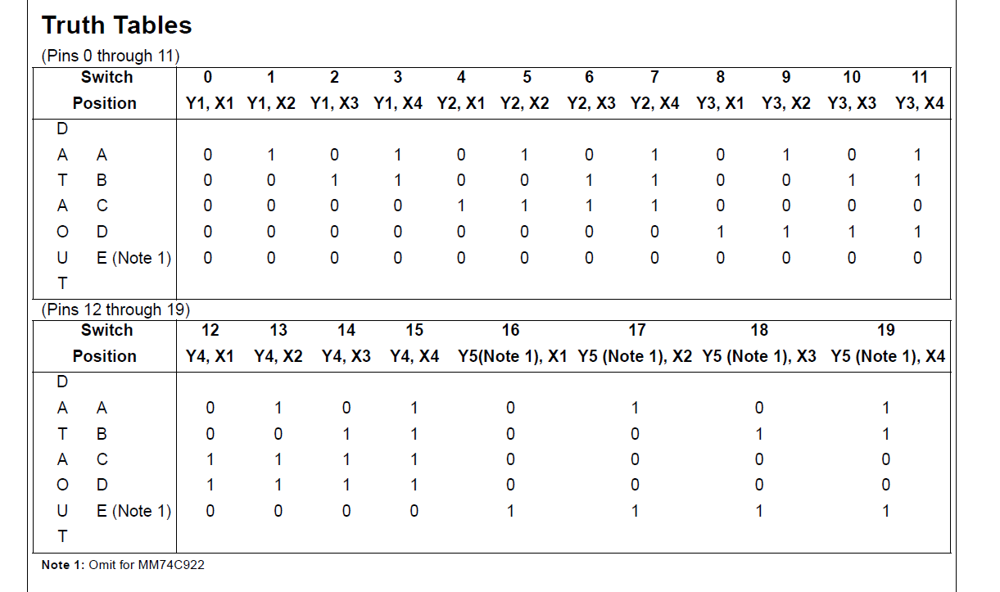 Truth Tables
(Pins 0 through 11)
Switch 0 1 2 3 4 5 6 7 8 9 10 11
Position Y1, X1 Y1, X2 Y1, X3 Y1, X4 Y2, X1 Y2, X2 Y2, X3 Y2, X4 Y3, X1 Y3, X2 Y3, X3 Y3, X4
D
A A 0 1 0 1 0 1 0 1 0 1 0 1
T B 0 0 1 1 0 0 1 1 0 0 1 1
A C 0 0 0 0 1 1 1 1 0 0 0 0
O D 0 0 0 0 0 0 0 0 1 1 1 1
U E (Note 1) 0 0 0 0 0 0 0 0 0 0 0 0
T
(Pins 12 through 19)
Switch 12 13 14 15 16 17 18 19
Position Y4, X1 Y4, X2 Y4, X3 Y4, X4 Y5(Note 1), X1 Y5 (Note 1), X2 Y5 (Note 1), X3 Y5 (Note 1), X4
D
A A 0 1 0 1 0 1 0 1
T B 0 0 1 1 0 0 1 1
A C 1 1 1 1 0 0 0 0
O D 1 1 1 1 0 0 0 0
U E (Note 1) 0 0 0 0 1 1 1 1
T
Note 1: Omit for MM74C922